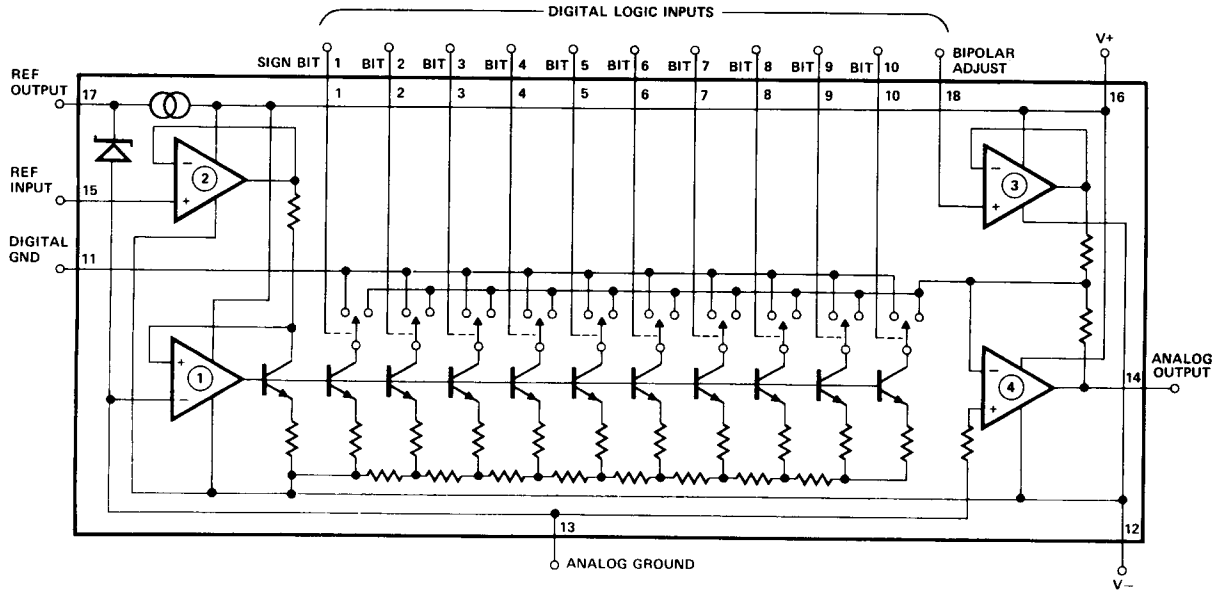 DIGITAL LOGIC INPUTS
V+
SIGN BIT 1 BIT 2 BIT 3 BIT 4 BIT 5 BIT 6 BIT 7 BIT 8 BIT 9 BIT 10 BIPOLAR
ADJUST
REF
OUTPUT
17
1 2 3 4 5 6 7 8 9 10 18 16
− 2 +
− 3 +
REF
INPUT
15
DIGITAL
GND
11
+ 1 −
− 4 +
ANALOG
OUTPUT
14
13
12
ANALOG GROUND
V−